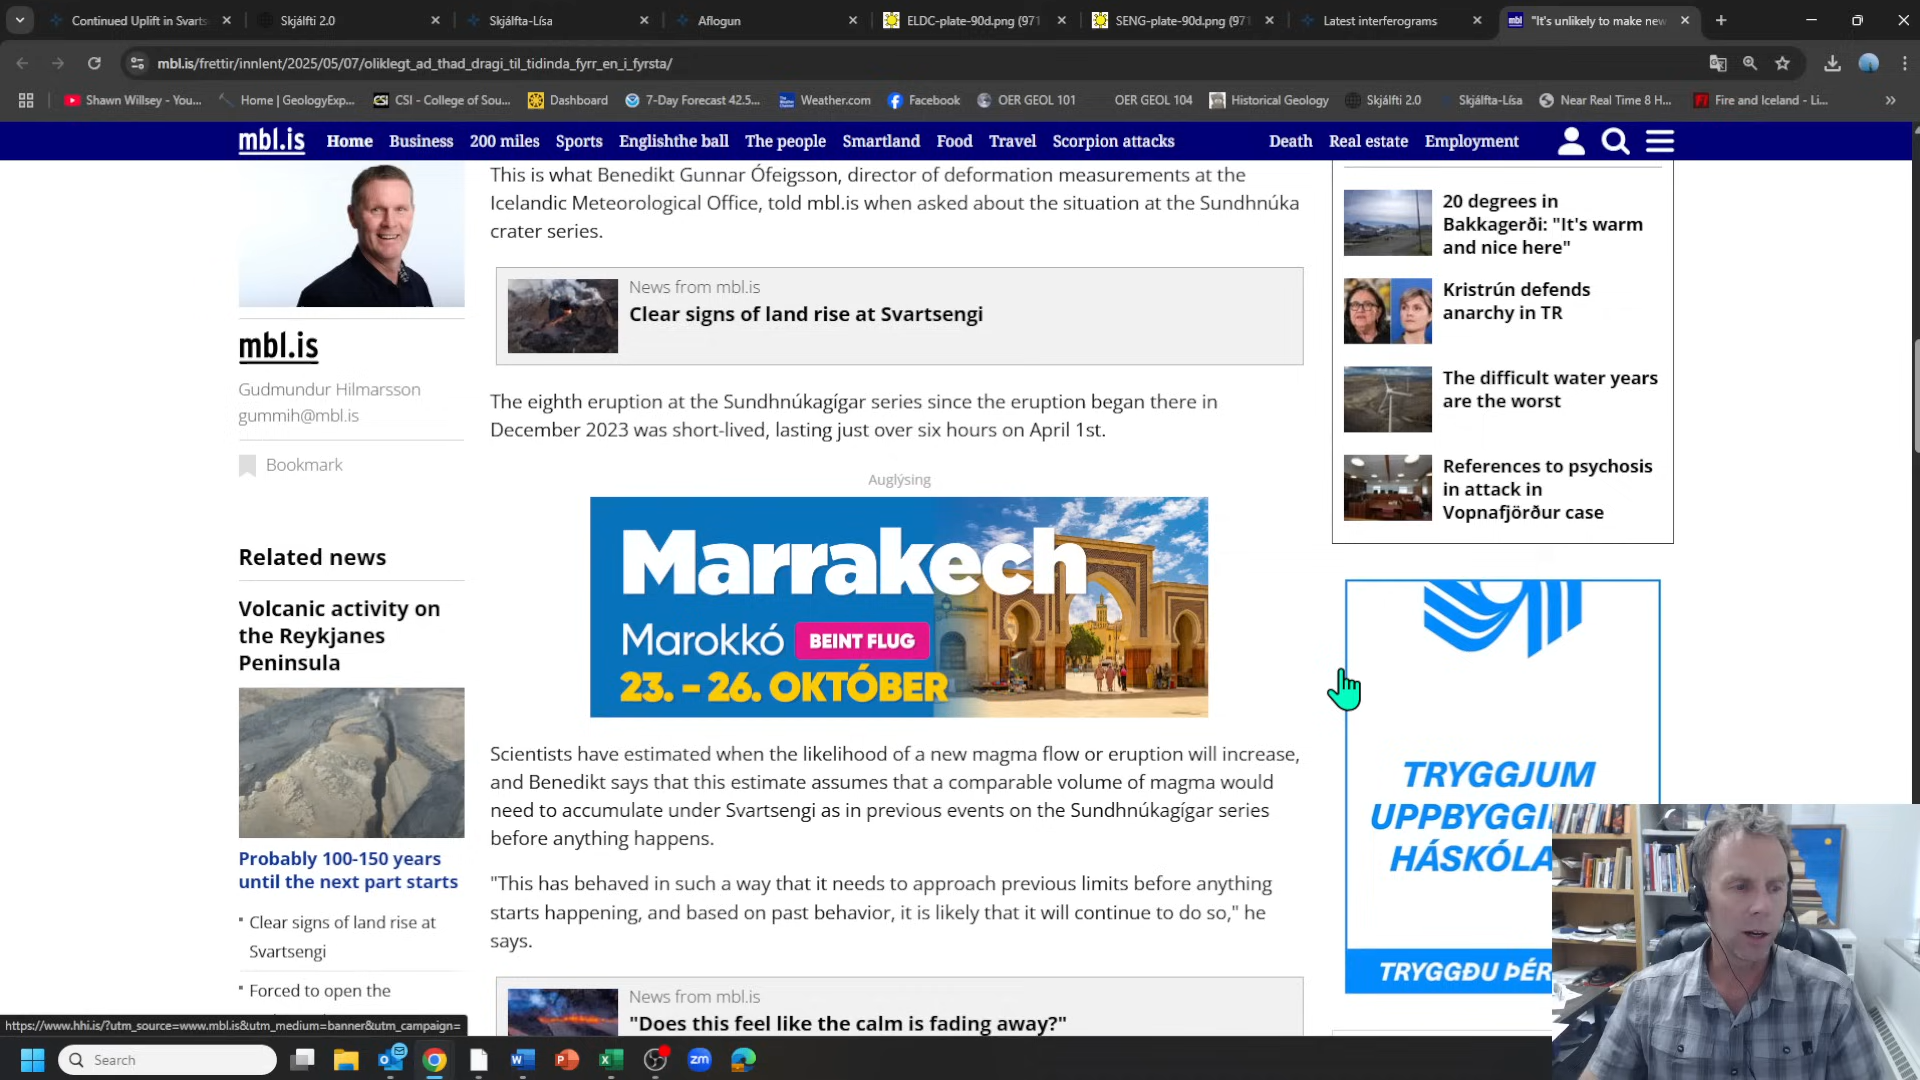 Continued Uplift in Svarts
Skjálfti 2.0
Skjálfta-Lísa
Aflogun
ELDC-plate-90d.png (971
SENG-plate-90d.png (971
Latest interferograms
"It's unlikely to make new
mbl.is/frettir/innlent/2025/05/07/oliklegt_ad_thad_dragi_til_tidinda_fyrr_en_i_fyrsta/
Shawn Willsey - You...
Home | GeologyExp...
CSI - College of Sou...
Dashboard
7-Day Forecast 42.5...
Weather.com
Facebook
OER GEOL 101
OER GEOL 104
Historical Geology
Skjálfti 2.0
Skjálfta-Lísa
Near Real Time 8 H...
Fire and Iceland - Li...
mbl.is
Home
Business
200 miles
Sports
Englishthe ball
The people
Smartland
Food
Travel
Scorpion attacks
Death
Real estate
Employment
mbl.is
Gudmundur Hilmarsson
gummih@mbl.is
Bookmark
Related news
Volcanic activity on
the Reykjanes
Peninsula
Probably 100-150 years
until the next part starts
Clear signs of land rise at
Svartsengi
Forced to open the
This is what Benedikt Gunnar Ófeigsson, director of deformation measurements at the
Icelandic Meteorological Office, told mbl.is when asked about the situation at the Sundhnúka
crater series.
News from mbl.is
Clear signs of land rise at Svartsengi
The eighth eruption at the Sundhnúkagígar series since the eruption began there in
December 2023 was short-lived, lasting just over six hours on April 1st.
Auglýsing
Marrakech
Marokkó BEINT FLUG
23. – 26. OKTÓBER
Scientists have estimated when the likelihood of a new magma flow or eruption will increase,
and Benedikt says that this estimate assumes that a comparable volume of magma would
need to accumulate under Svartsengi as in previous events on the Sundhnúkagígar series
before anything happens.
"This has behaved in such a way that it needs to approach previous limits before anything
starts happening, and based on past behavior, it is likely that it will continue to do so," he
says.
News from mbl.is
"Does this feel like the calm is fading away?"
20 degrees in
Bakkagerði: "It's warm
and nice here"
Kristrún defends
anarchy in TR
The difficult water years
are the worst
References to psychosis
in attack in
Vopnafjörður case
TRYGGJUM
UPPBYGGI
HÁSKÓLA
TRYGGÐU ÞÉR
https://www.hhi.is/?utm_source=www.mbl.is&utm_medium=banner&utm_campaign=
Search
zm